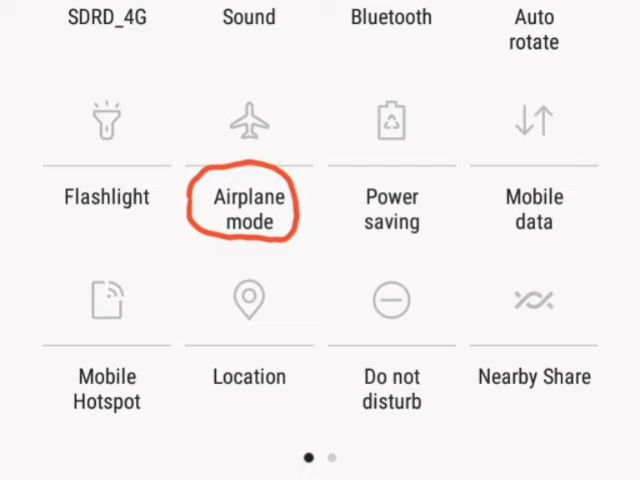 SDRD_4G Sound Bluetooth Auto rotate
Flashlight Airplane mode Power saving Mobile data
Mobile Hotspot Location Do not disturb Nearby Share